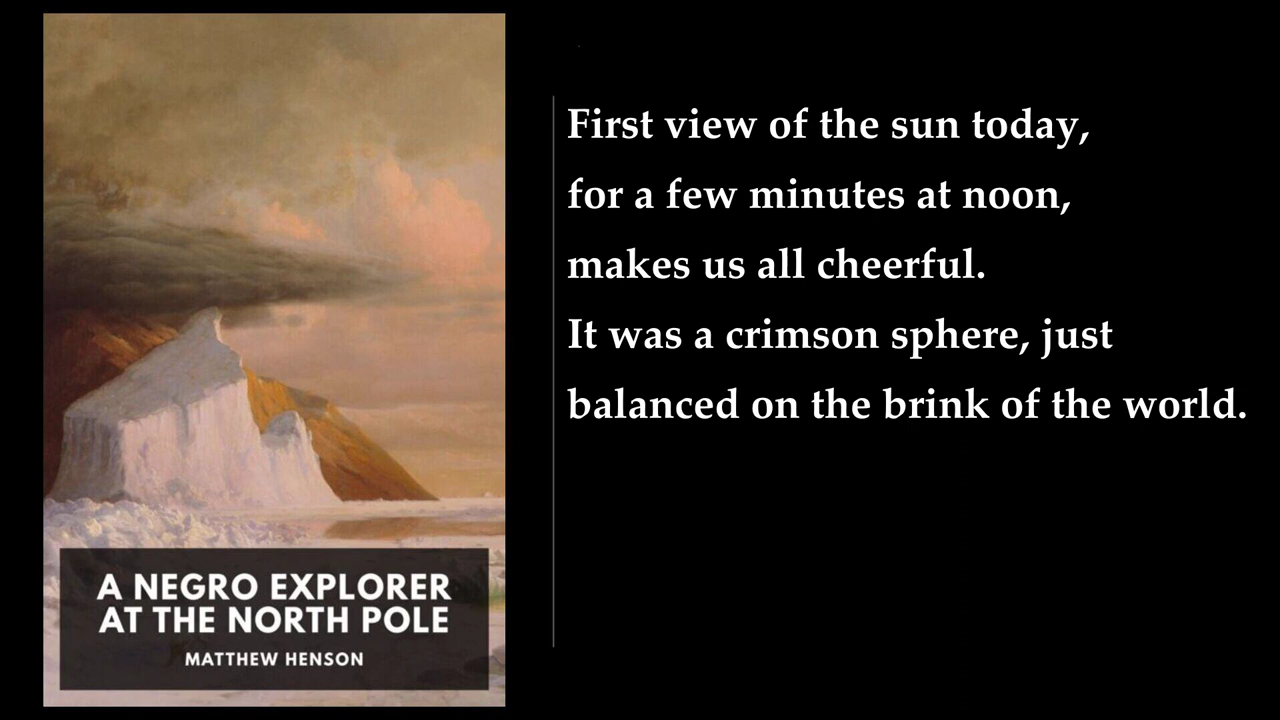 A NEGRO EXPLORER
AT THE NORTH POLE
MATTHEW HENSON
First view of the sun today,
for a few minutes at noon,
makes us all cheerful.
It was a crimson sphere, just
balanced on the brink of the world.